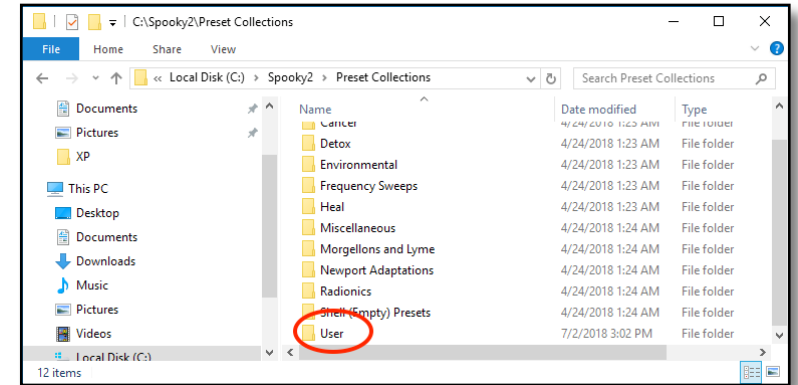 C:\Spooky2\Preset Collections
File Home Share View
« Local Disk (C:) > Spooky2 > Preset Collections Search Preset Collections
Name Date modified Type
Documents
Pictures
XP
This PC
Desktop
Documents
Downloads
Music
Pictures
Videos
Local Disk (C:)
Cancer 4/24/2018 1:23 AM File folder
Detox 4/24/2018 1:23 AM File folder
Environmental 4/24/2018 1:23 AM File folder
Frequency Sweeps 4/24/2018 1:23 AM File folder
Heal 4/24/2018 1:23 AM File folder
Miscellaneous 4/24/2018 1:24 AM File folder
Morgellons and Lyme 4/24/2018 1:24 AM File folder
Newport Adaptations 4/24/2018 1:24 AM File folder
Radionics 4/24/2018 1:24 AM File folder
Shell (Empty) Presets 4/24/2018 1:24 AM File folder
User 7/2/2018 3:02 PM File folder
12 items